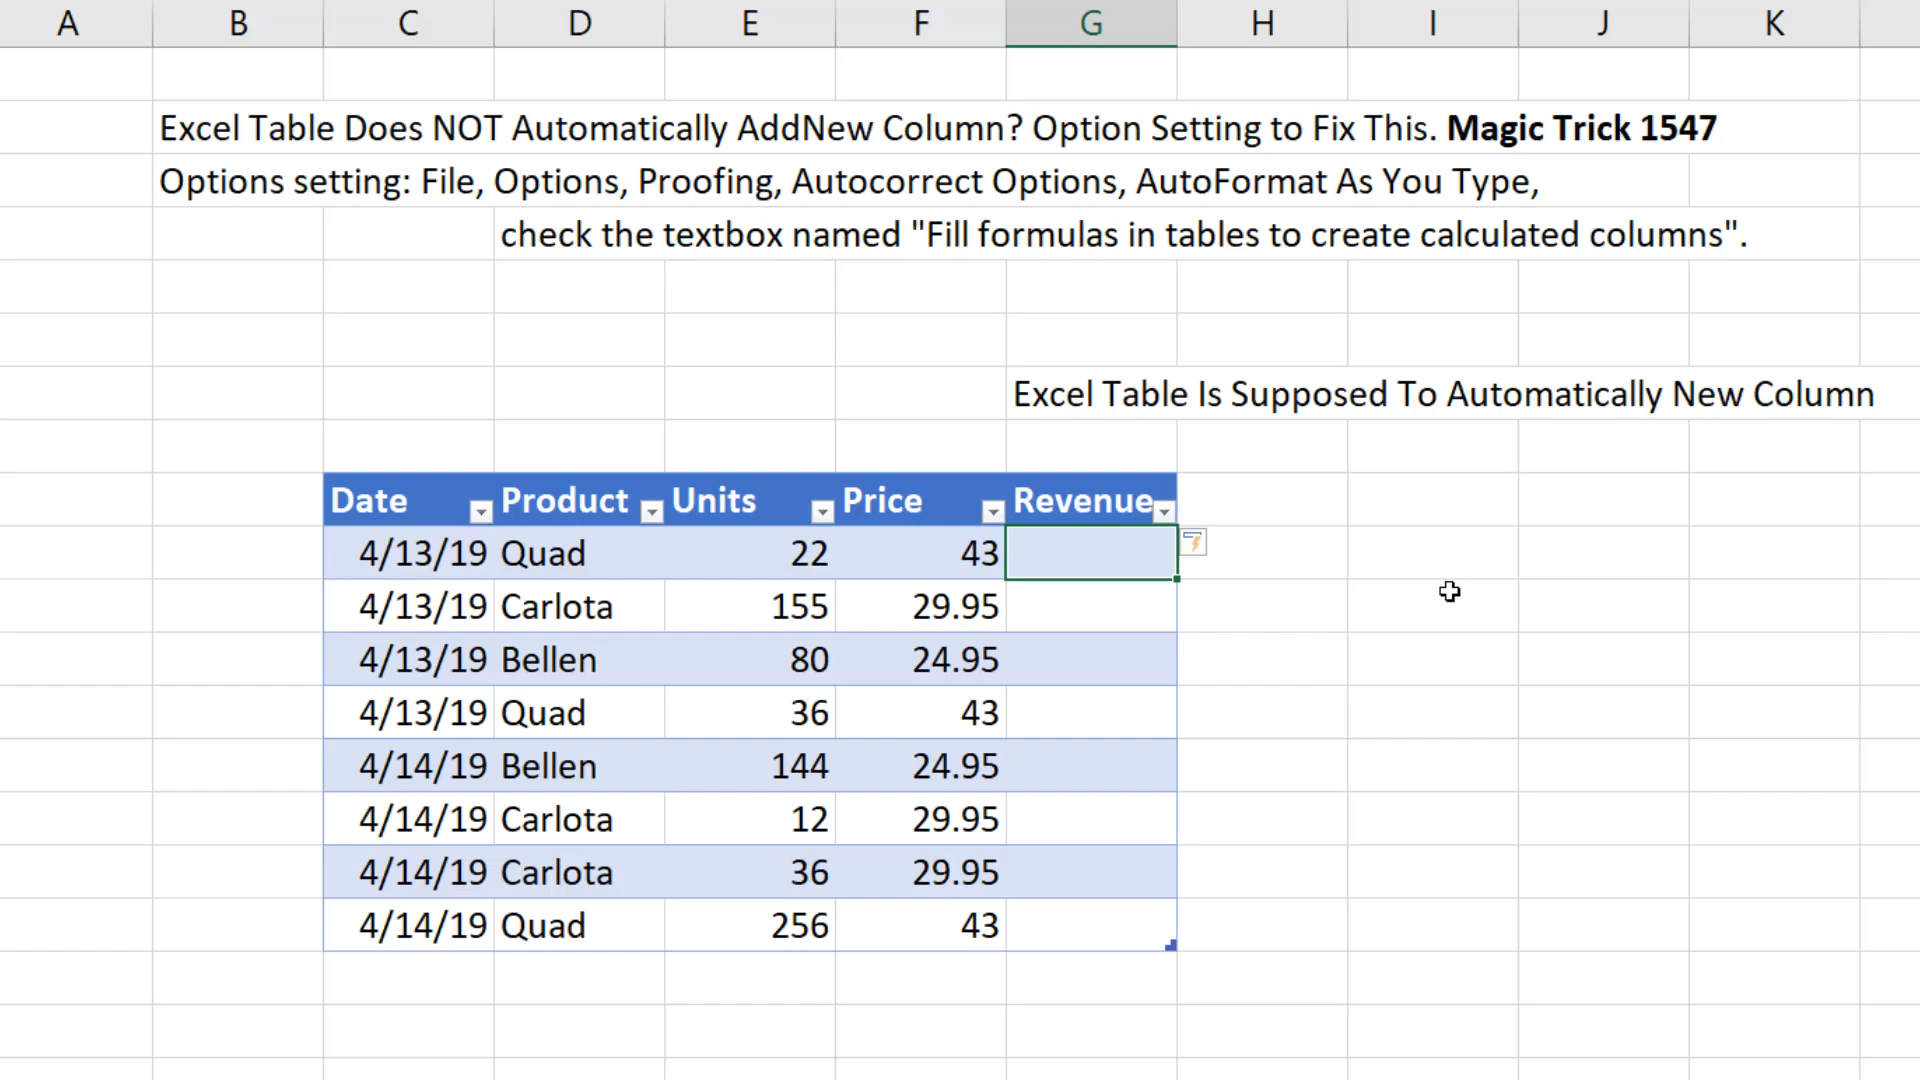 A B C D E F G H I J K
Excel Table Does NOT Automatically AddNew Column? Option Setting to Fix This. Magic Trick 1547
Options setting: File, Options, Proofing, Autocorrect Options, AutoFormat As You Type,
check the textbox named "Fill formulas in tables to create calculated columns".
Excel Table Is Supposed To Automatically New Column
Date Product Units Price Revenue
4/13/19 Quad 22 43
4/13/19 Carlota 155 29.95
4/13/19 Bellen 80 24.95
4/13/19 Quad 36 43
4/14/19 Bellen 144 24.95
4/14/19 Carlota 12 29.95
4/14/19 Carlota 36 29.95
4/14/19 Quad 256 43